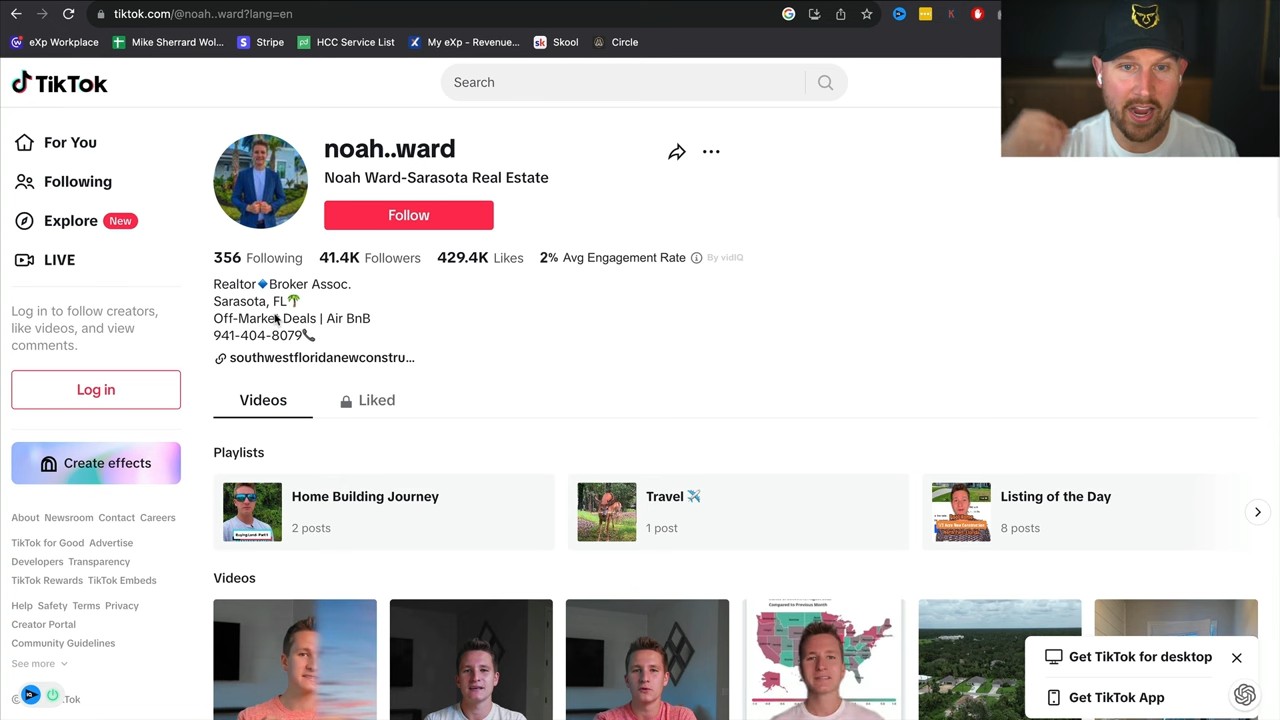 tiktok.com/@noah..ward?lang=en
eXp Workplace
Mike Sherrard Wol...
Stripe
HCC Service List
My eXp - Revenue...
Skool
Circle
TikTok
Search
For You
Following
Explore New
LIVE
Log in to follow creators,
like videos, and view
comments.
Log in
Create effects
About Newsroom Contact Careers
TikTok for Good Advertise
Developers Transparency
TikTok Rewards TikTok Embeds
Help Safety Terms Privacy
Creator Portal
Community Guidelines
See more
Tok
noah..ward
Noah Ward-Sarasota Real Estate
Follow
356 Following 41.4K Followers 429.4K Likes 2% Avg Engagement Rate By vidIQ
Realtor🔹Broker Assoc.
Sarasota, FL🌴
Off-Market Deals | Air BnB
941-404-8079📞
southwestfloridanewconstru...
Videos
Liked
Playlists
Home Building Journey
2 posts
Travel ✈️
1 post
Listing of the Day
8 posts
Videos
Compared to Previous Month
Get TikTok for desktop
Get TikTok App